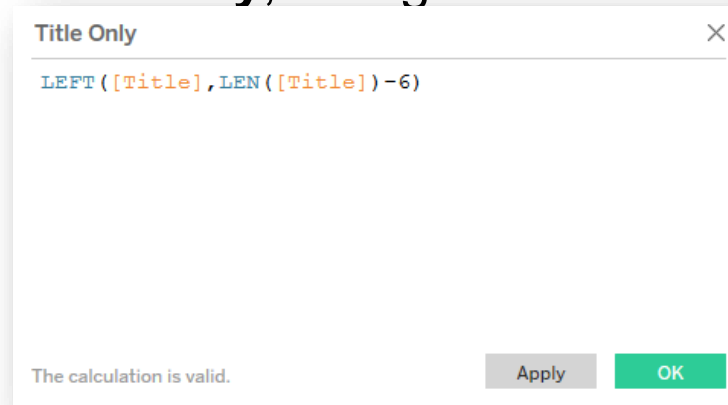 Title Only
LEFT([Title],LEN([Title])-6)
The calculation is valid.
Apply
OK